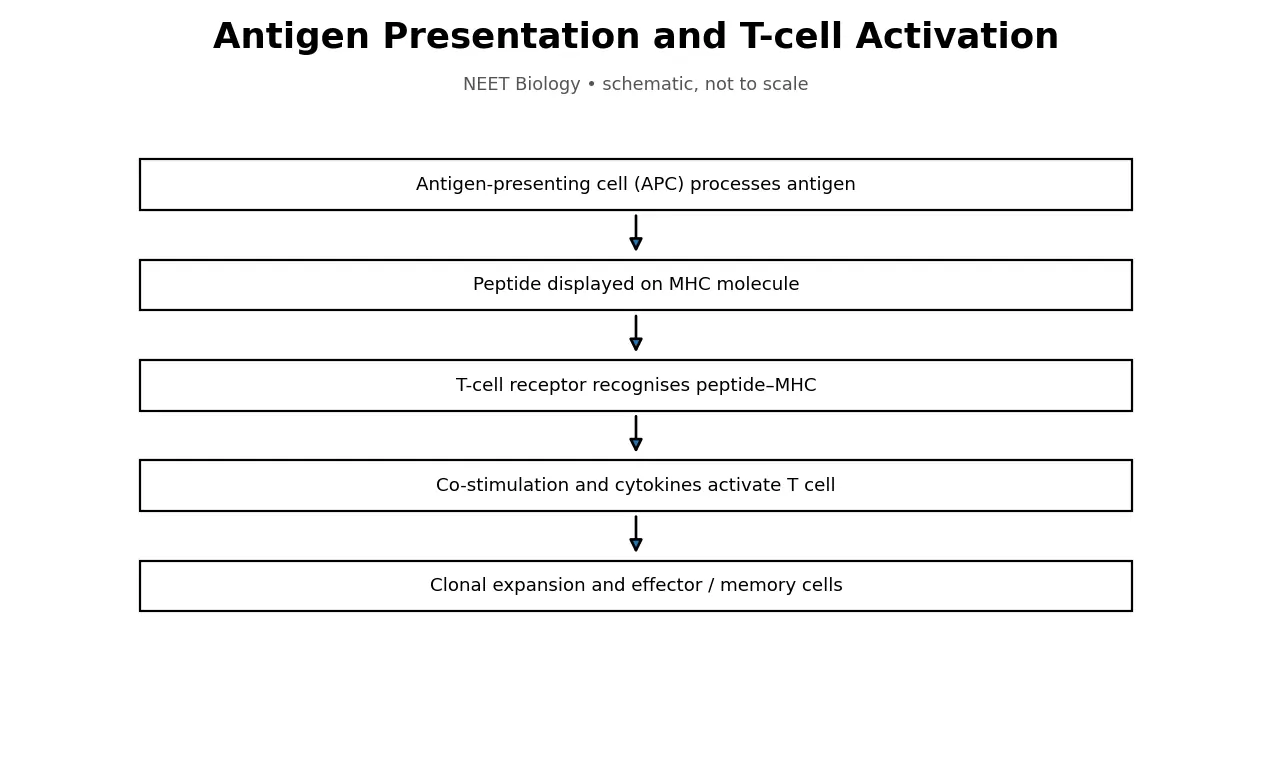 Antigen Presentation and T-cell Activation
NEET Biology • schematic, not to scale
Antigen-presenting cell (APC) processes antigen
Peptide displayed on MHC molecule
T-cell receptor recognises peptide–MHC
Co-stimulation and cytokines activate T cell
Clonal expansion and effector / memory cells